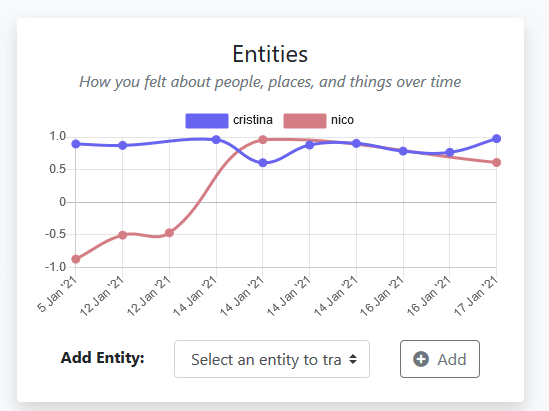 Entities
How you felt about people, places, and things over time
cristina nico
1.0
0.5
0
-0.5
-1.0
5 Jan '21 12 Jan '21 12 Jan '21 14 Jan '21 14 Jan '21 14 Jan '21 14 Jan '21 16 Jan '21 16 Jan '21 17 Jan '21
Add Entity: Select an entity to tra Add